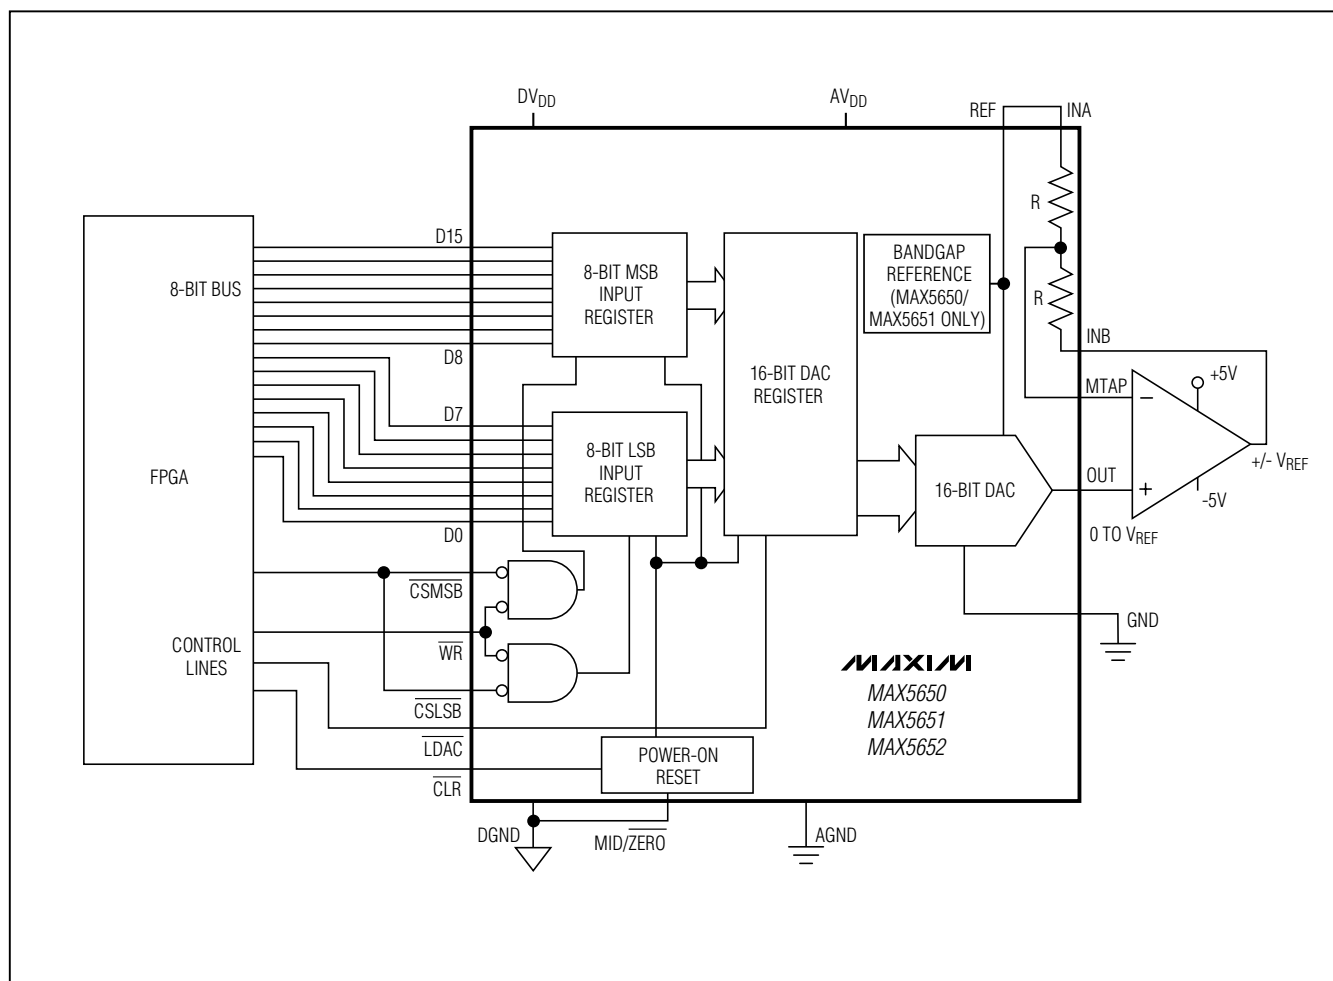 DVDD
AVDD
REF
INA
R
D15
8-BIT BUS
8-BIT MSB
INPUT
REGISTER
BANDGAP
REFERENCE
(MAX5650/
MAX5651 ONLY)
R
INB
D8
16-BIT DAC
REGISTER
+5V
MTAP
−
D7
8-BIT LSB
INPUT
REGISTER
+/- VREF
FPGA
16-BIT DAC
OUT
+
-5V
D0
0 TO VREF
CSMSB
GND
CONTROL
LINES
WR
MAXIM
MAX5650
MAX5651
MAX5652
CSLSB
LDAC
POWER-ON
RESET
CLR
DGND
MID/ZERO
AGND